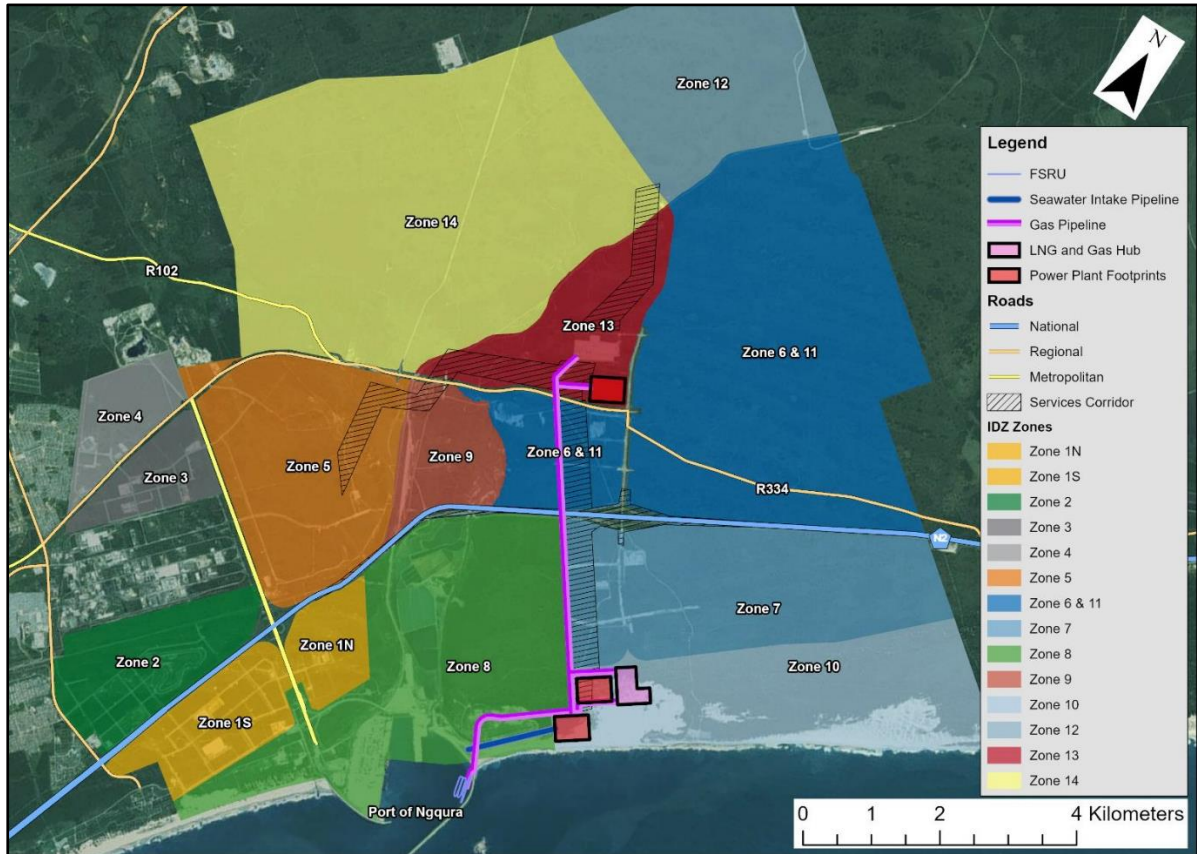 N
Zone 12
Zone 14
R102
Zone 13
Zone 6 & 11
Zone 4
Zone 3
Zone 5
Zone 9
Zone 6 & 11
R334
N2
Zone 7
Zone 2
Zone 1N
Zone 8
Zone 10
Zone 1S
Port of Ngqura
Legend
FSRU
Seawater Intake Pipeline
Gas Pipeline
LNG and Gas Hub
Power Plant Footprints
Roads
National
Regional
Metropolitan
Services Corridor
IDZ Zones
Zone 1N
Zone 1S
Zone 2
Zone 3
Zone 4
Zone 5
Zone 6 & 11
Zone 7
Zone 8
Zone 9
Zone 10
Zone 12
Zone 13
Zone 14
0 1 2 4 Kilometers